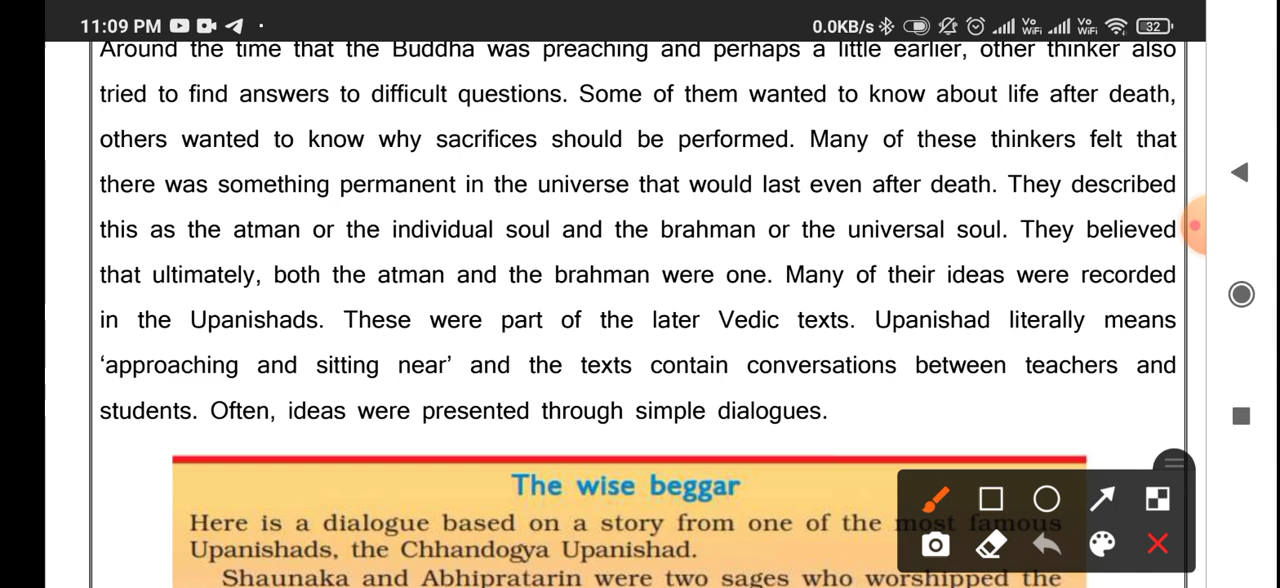 11:09 PM
0.0KB/s Vo WiFi Vo WiFi 32
Around the time that the Buddha was preaching and perhaps a little earlier, other thinker also
tried to find answers to difficult questions. Some of them wanted to know about life after death,
others wanted to know why sacrifices should be performed. Many of these thinkers felt that
there was something permanent in the universe that would last even after death. They described
this as the atman or the individual soul and the brahman or the universal soul. They believed
that ultimately, both the atman and the brahman were one. Many of their ideas were recorded
in the Upanishads. These were part of the later Vedic texts. Upanishad literally means
‘approaching and sitting near’ and the texts contain conversations between teachers and
students. Often, ideas were presented through simple dialogues.
The wise beggar
Here is a dialogue based on a story from one of the most famous
Upanishads, the Chhandogya Upanishad.
Shaunaka and Abhipratarin were two sages who worshipped the